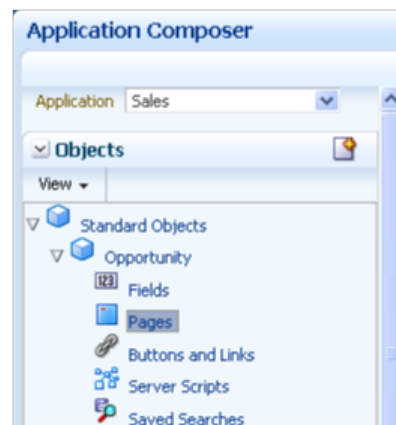 Application Composer
Application Sales
Objects
View
Standard Objects
Opportunity
123 Fields
Pages
Buttons and Links
Server Scripts
Saved Searches